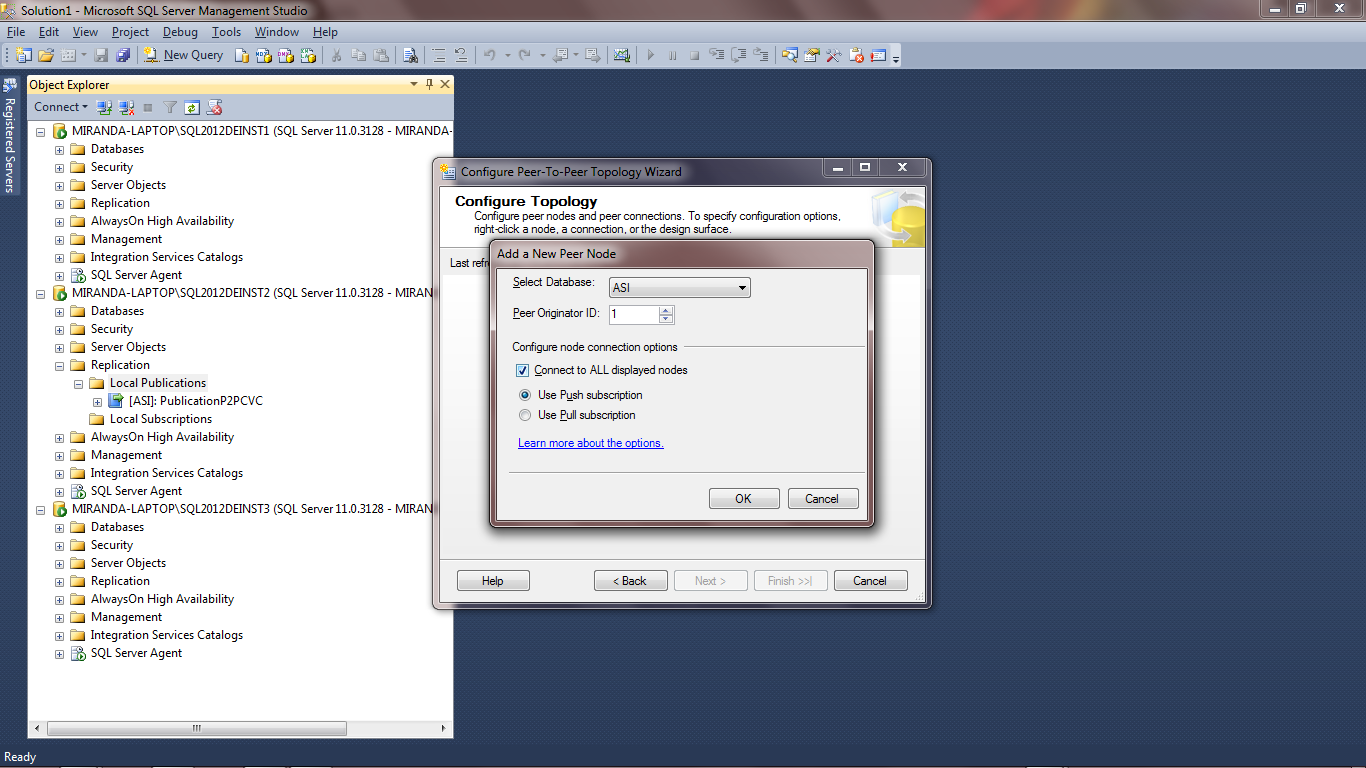 Solution1 - Microsoft SQL Server Management Studio
File Edit View Project Debug Tools Window Help
New Query
Registered Servers
Object Explorer
Connect
MIRANDA-LAPTOP\SQL2012DEINST1 (SQL Server 11.0.3128 - MIRANDA-
Databases
Security
Server Objects
Replication
AlwaysOn High Availability
Management
Integration Services Catalogs
SQL Server Agent
MIRANDA-LAPTOP\SQL2012DEINST2 (SQL Server 11.0.3128 - MIRAN
Databases
Security
Server Objects
Replication
Local Publications
[ASI]: PublicationP2PCVC
Local Subscriptions
AlwaysOn High Availability
Management
Integration Services Catalogs
SQL Server Agent
MIRANDA-LAPTOP\SQL2012DEINST3 (SQL Server 11.0.3128 - MIRAN
Databases
Security
Server Objects
Replication
AlwaysOn High Availability
Management
Integration Services Catalogs
SQL Server Agent
Configure Peer-To-Peer Topology Wizard
Configure Topology
Configure peer nodes and peer connections. To specify configuration options,
right-click a node, a connection, or the design surface.
Last refr
Add a New Peer Node
Select Database: ASI
Peer Originator ID: 1
Configure node connection options
Connect to ALL displayed nodes
Use Push subscription
Use Pull subscription
Learn more about the options.
OK Cancel
Help < Back Next > Finish >>| Cancel
Ready